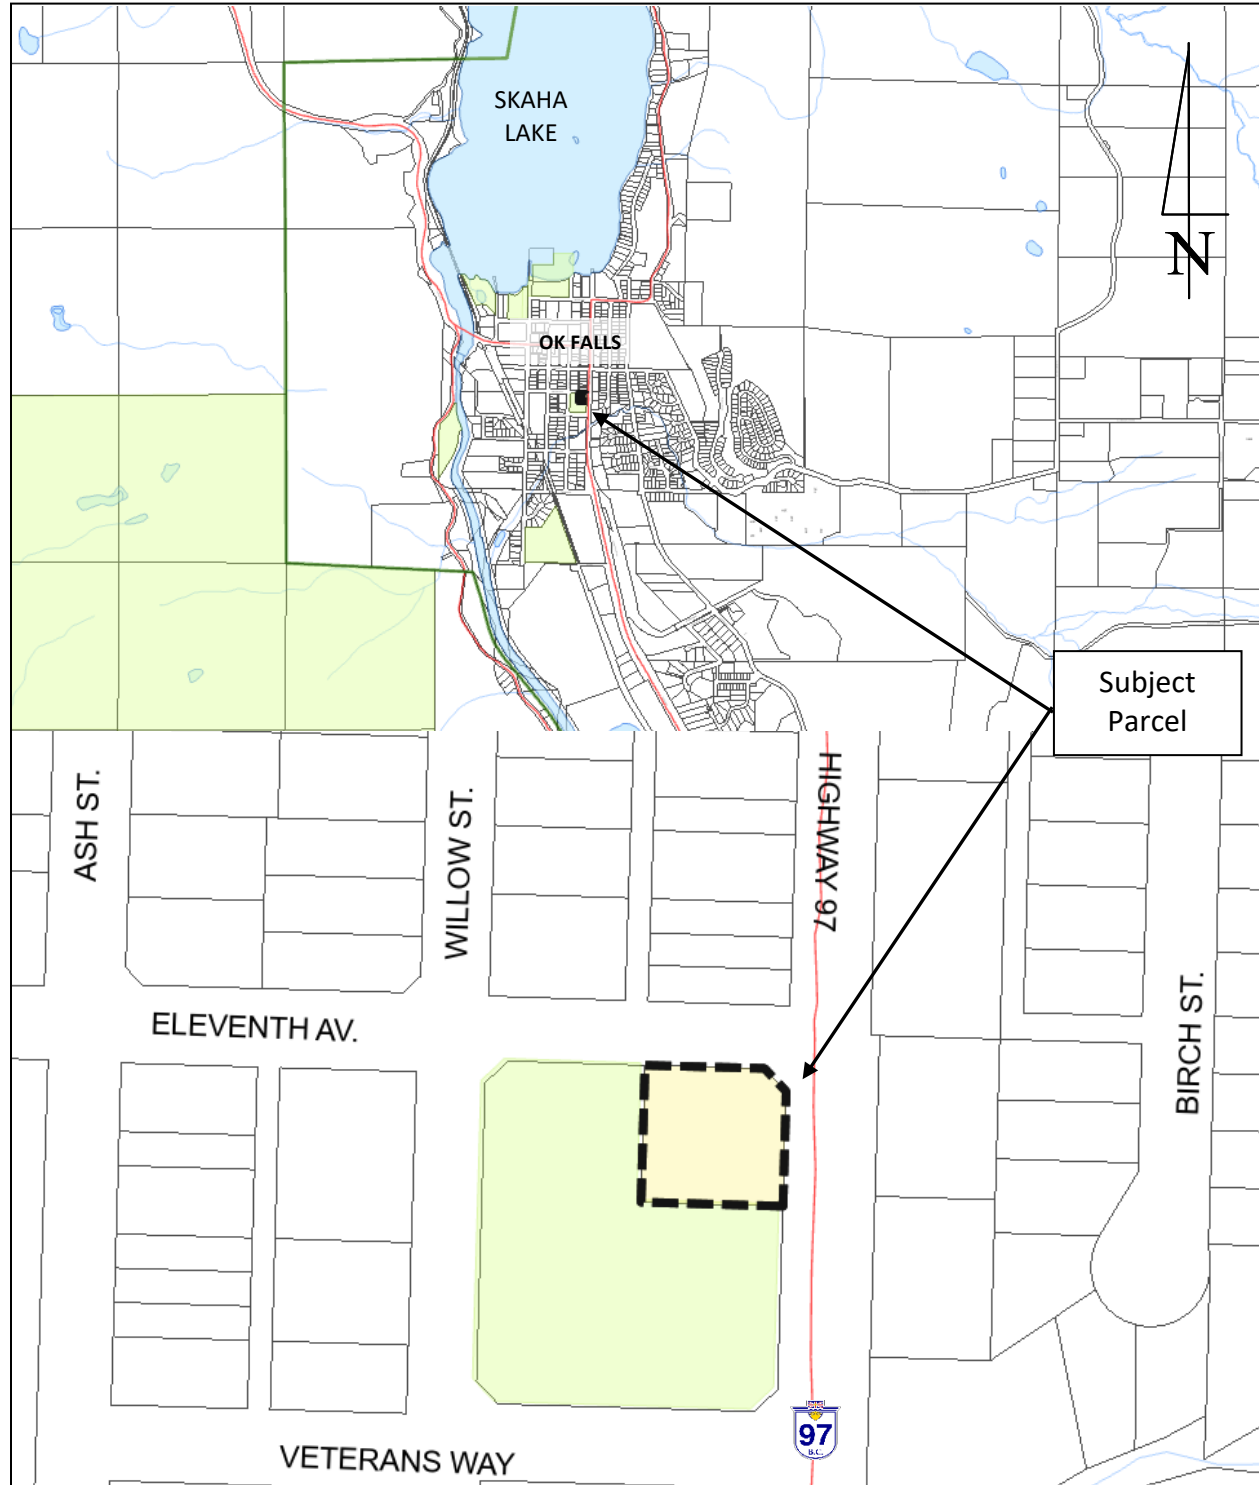 SKAHA
LAKE
N
OK FALLS
Subject
Parcel
ASH ST.
WILLOW ST.
HIGHWAY 97
ELEVENTH AV.
BIRCH ST.
97
B.C.
VETERANS WAY